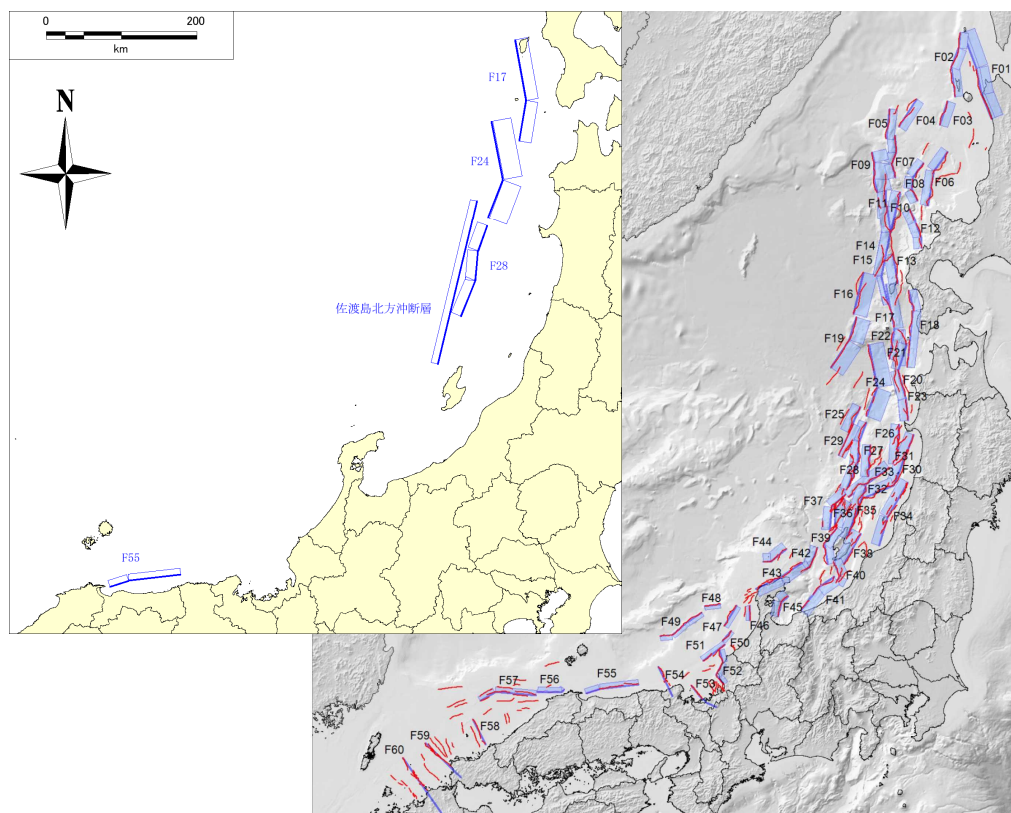 0 200
km
N
F17
F24
F28
佐渡島北方沖断層
F55
F02
F01
F05
F04
F03
F09
F07
F08
F06
F11
F10
F12
F14
F15
F13
F16
F17
F18
F19
F22
F21
F24
F20
F23
F25
F29
F26
F27
F31
F28
F33
F30
F32
F37
F36
F35
F34
F39
F38
F44
F42
F43
F40
F41
F45
F48
F47
F46
F49
F50
F51
F52
F54
F53
F55
F57
F56
F58
F59
F60